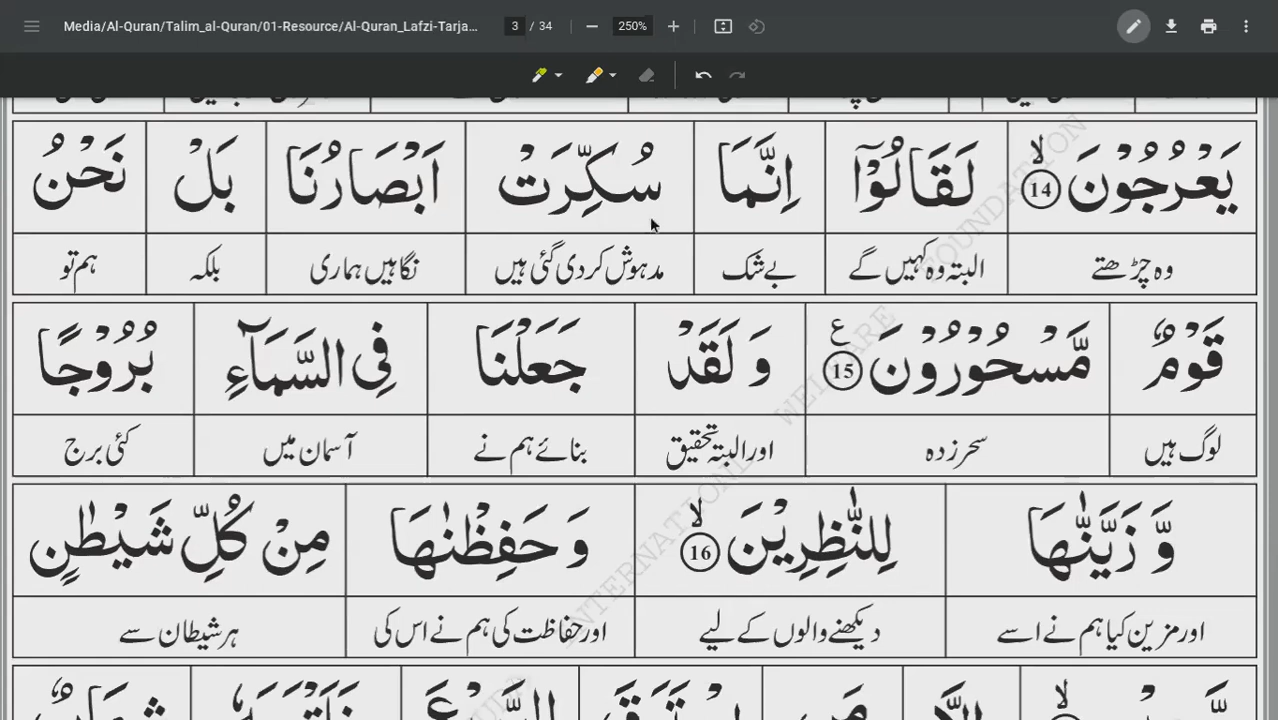 Media/Al-Quran/Talim_al-Quran/01-Resource/Al-Quran_Lafzi-Tarja... 3 / 34 250%
يَعْرُجُوْنَ ۙ 14 لَقَالُوْٓا اِنَّمَا سُكِّرَتْ اَبْصَارُنَا بَلْ نَحْنُ
وہ چڑھتے البتہ وہ کہیں گے بے شک مدہوش کر دی گئی ہیں نگاہیں ہماری بلکہ ہم تو
قَوْمٌ مَّسْحُوْرُوْنَ ع 15 وَ لَقَدْ جَعَلْنَا فِي السَّمَآءِ بُرُوْجًا
لوگ ہیں سحر زدہ اور البتہ تحقیق بنائے ہم نے آسمان میں کئی برج
وَّ زَيَّنّٰهَا لِلنّٰظِرِيْنَ ۙ 16 وَ حَفِظْنٰهَا مِنْ كُلِّ شَيْطٰنٍ
اور مزین کیا ہم نے اسے دیکھنے والوں کے لیے اور حفاظت کی ہم نے اس کی ہر شیطان سے
INTERNATIONAL WELFARE FOUNDATION